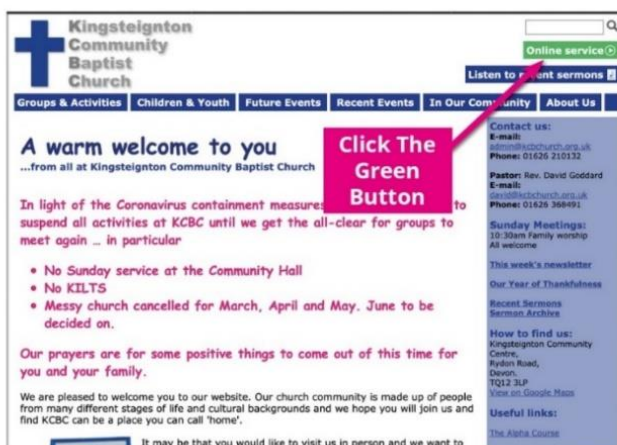 Kingsteignton
Community
Baptist
Church
Online service
Listen to recent sermons
Groups & Activities Children & Youth Future Events Recent Events In Our Community About Us
Click The
Green
Button
A warm welcome to you
...from all at Kingsteignton Community Baptist Church
In light of the Coronavirus containment measures to
suspend all activities at KCBC until we get the all-clear for groups to
meet again ... in particular
• No Sunday service at the Community Hall
• No KILTS
• Messy church cancelled for March, April and May. June to be
decided on.
Our prayers are for some positive things to come out of this time for
you and your family.
We are pleased to welcome you to our website. Our church community is made up of people
from many different stages of life and cultural backgrounds and we hope you will join us and
find KCBC can be a place you can call 'home'.
It may be that you would like to visit us in person and we want to
Contact us:
E-mail:
admin@kcbchurch.org.uk
Phone: 01626 210132
Pastor: Rev. David Goddard
E-mail:
david@kcbchurch.org.uk
Phone: 01626 368491
Sunday Meetings:
10:30am Family worship
All welcome
This week's newsletter
Our Year of Thankfulness
Recent Sermons
Sermon Archive
How to find us:
Kingsteignton Community
Centre,
Rydon Road,
Devon.
TQ12 3LP
View on Google Maps
Useful links:
The Alpha Course